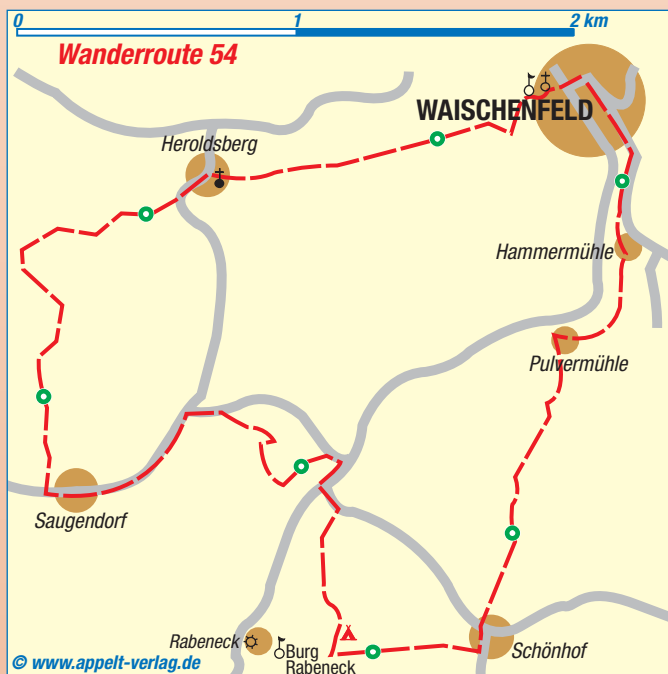 0 1 2 km
Wanderroute 54
WAISCHENFELD
Heroldsberg
Hammermühle
Pulvermühle
Saugendorf
Rabeneck
Burg
Rabeneck
Schönhof
© www.appelt-verlag.de